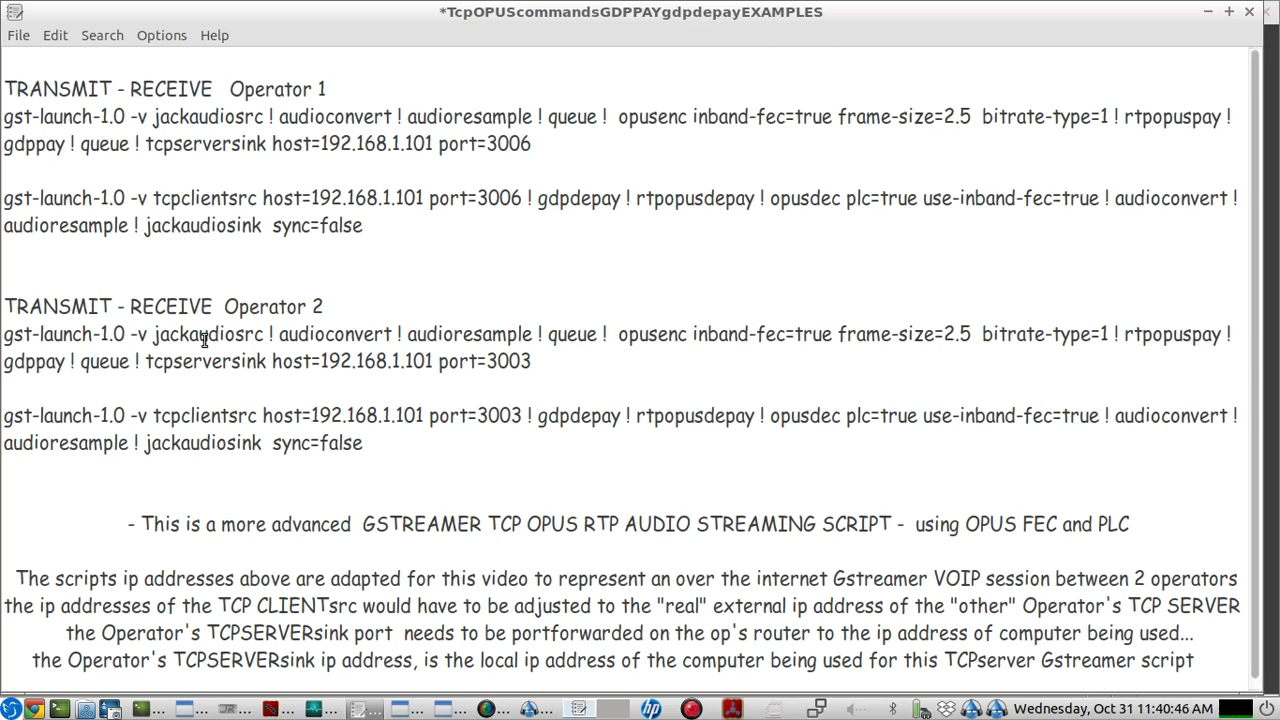 *TcpOPUScommandsGDPPAYgdpdepayEXAMPLES
File Edit Search Options Help
TRANSMIT - RECEIVE Operator 1
gst-launch-1.0 -v jackaudiosrc ! audioconvert ! audioresample ! queue ! opusenc inband-fec=true frame-size=2.5 bitrate-type=1 ! rtpopuspay !
gdppay ! queue ! tcpserversink host=192.168.1.101 port=3006
gst-launch-1.0 -v tcpclientsrc host=192.168.1.101 port=3006 ! gdpdepay ! rtpopusdepay ! opusdec plc=true use-inband-fec=true ! audioconvert !
audioresample ! jackaudiosink sync=false
TRANSMIT - RECEIVE Operator 2
gst-launch-1.0 -v jackaudiosrc ! audioconvert ! audioresample ! queue ! opusenc inband-fec=true frame-size=2.5 bitrate-type=1 ! rtpopuspay !
gdppay ! queue ! tcpserversink host=192.168.1.101 port=3003
gst-launch-1.0 -v tcpclientsrc host=192.168.1.101 port=3003 ! gdpdepay ! rtpopusdepay ! opusdec plc=true use-inband-fec=true ! audioconvert !
audioresample ! jackaudiosink sync=false
- This is a more advanced GSTREAMER TCP OPUS RTP AUDIO STREAMING SCRIPT - using OPUS FEC and PLC
The scripts ip addresses above are adapted for this video to represent an over the internet Gstreamer VOIP session between 2 operators
the ip addresses of the TCP CLIENTsrc would have to be adjusted to the "real" external ip address of the "other" Operator's TCP SERVER
the Operator's TCPSERVERsink port needs to be portforwarded on the op's router to the ip address of computer being used...
the Operator's TCPSERVERsink ip address, is the local ip address of the computer being used for this TCPserver Gstreamer script
Wednesday, Oct 31 11:40:46 AM